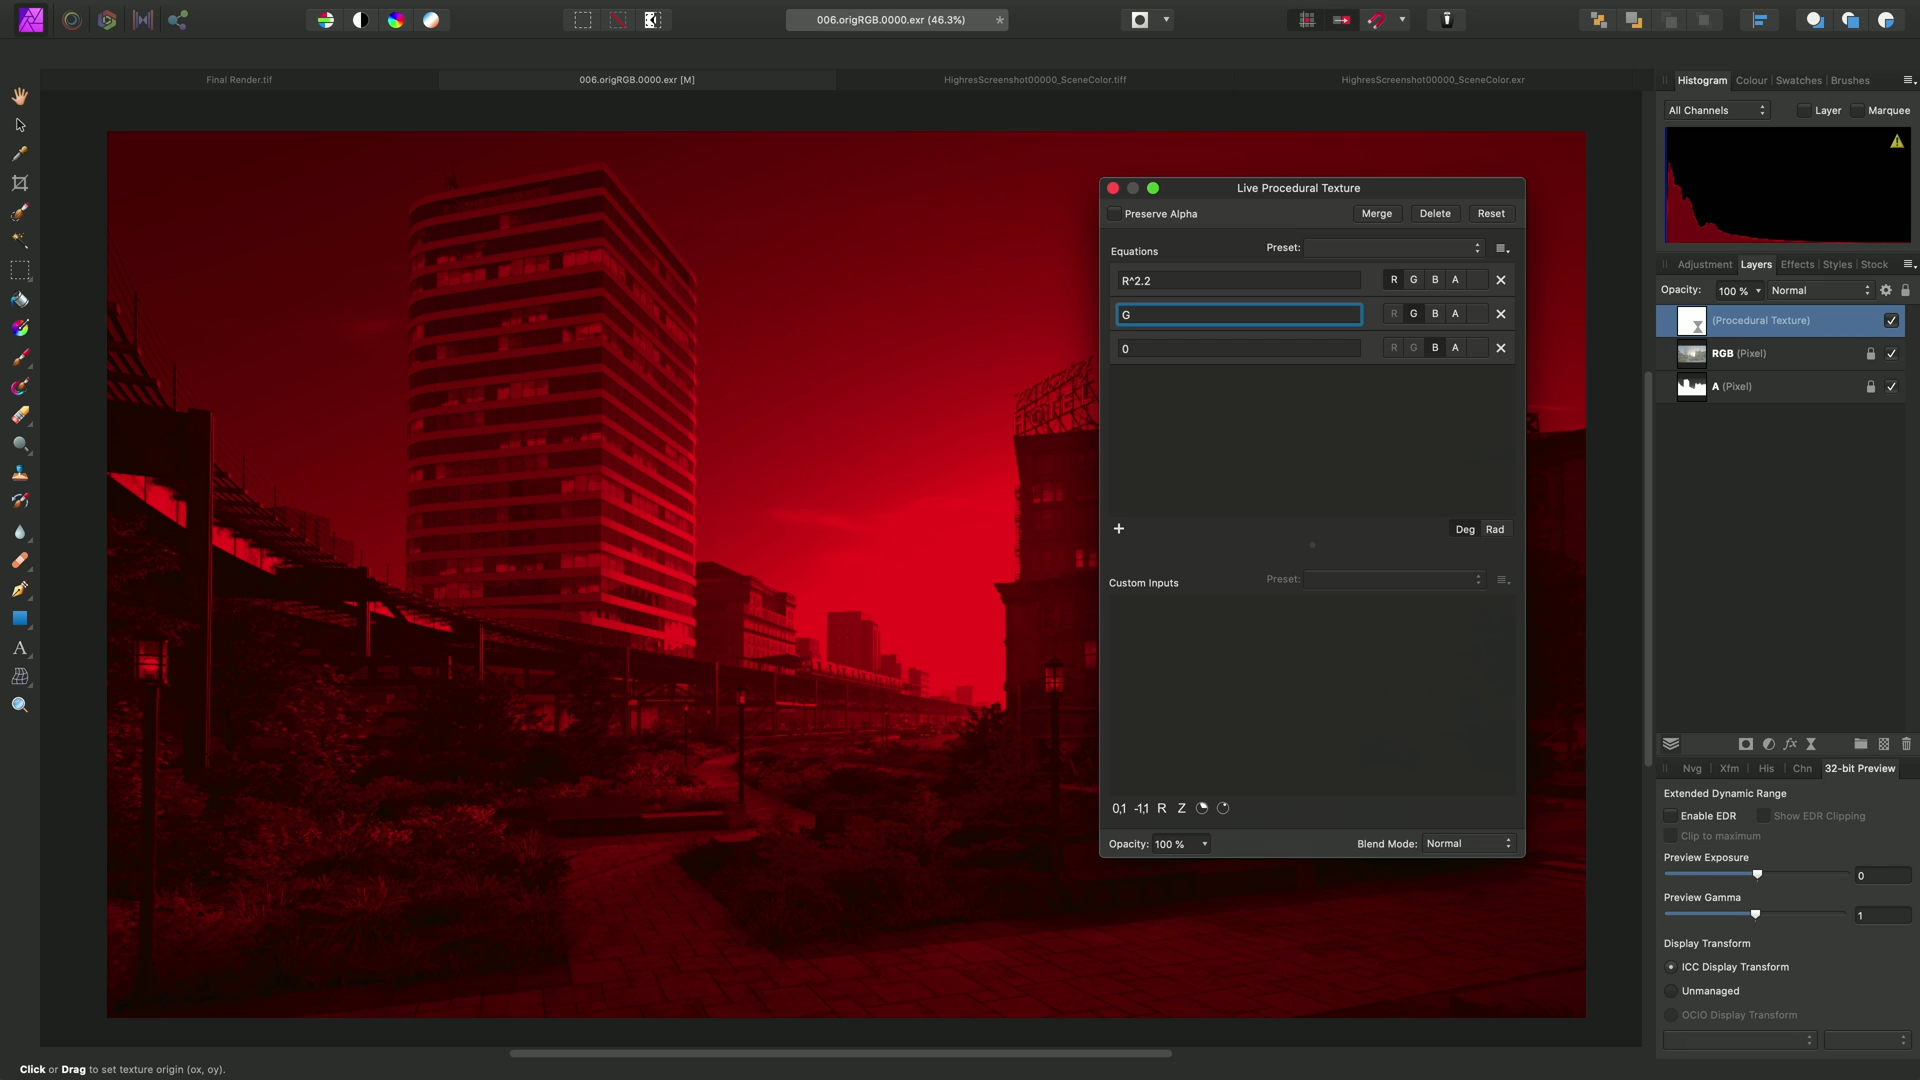 006.origRGB.0000.exr (46.3%)
*
Final Render.tif
006.origRGB.0000.exr [M]
HighresScreenshot00000_SceneColor.tiff
HighresScreenshot00000_SceneColor.exr
Histogram
Colour
Swatches
Brushes
All Channels
Layer
Marquee
Live Procedural Texture
Preserve Alpha
Merge
Delete
Reset
Equations
Preset:
R^2.2
R G B A
G
R G B A
0
R G B A
+
Deg Rad
Custom Inputs
Preset:
0,1 -1,1 R Z
Opacity: 100 %
Blend Mode: Normal
Adjustment
Layers
Effects
Styles
Stock
Opacity: 100 %
Normal
(Procedural Texture)
RGB (Pixel)
A (Pixel)
fx
Nvg
Xfm
His
Chn
32-bit Preview
Extended Dynamic Range
Enable EDR
Show EDR Clipping
Clip to maximum
Preview Exposure
0
Preview Gamma
1
Display Transform
ICC Display Transform
Unmanaged
OCIO Display Transform
A
Click or Drag to set texture origin (ox, oy).